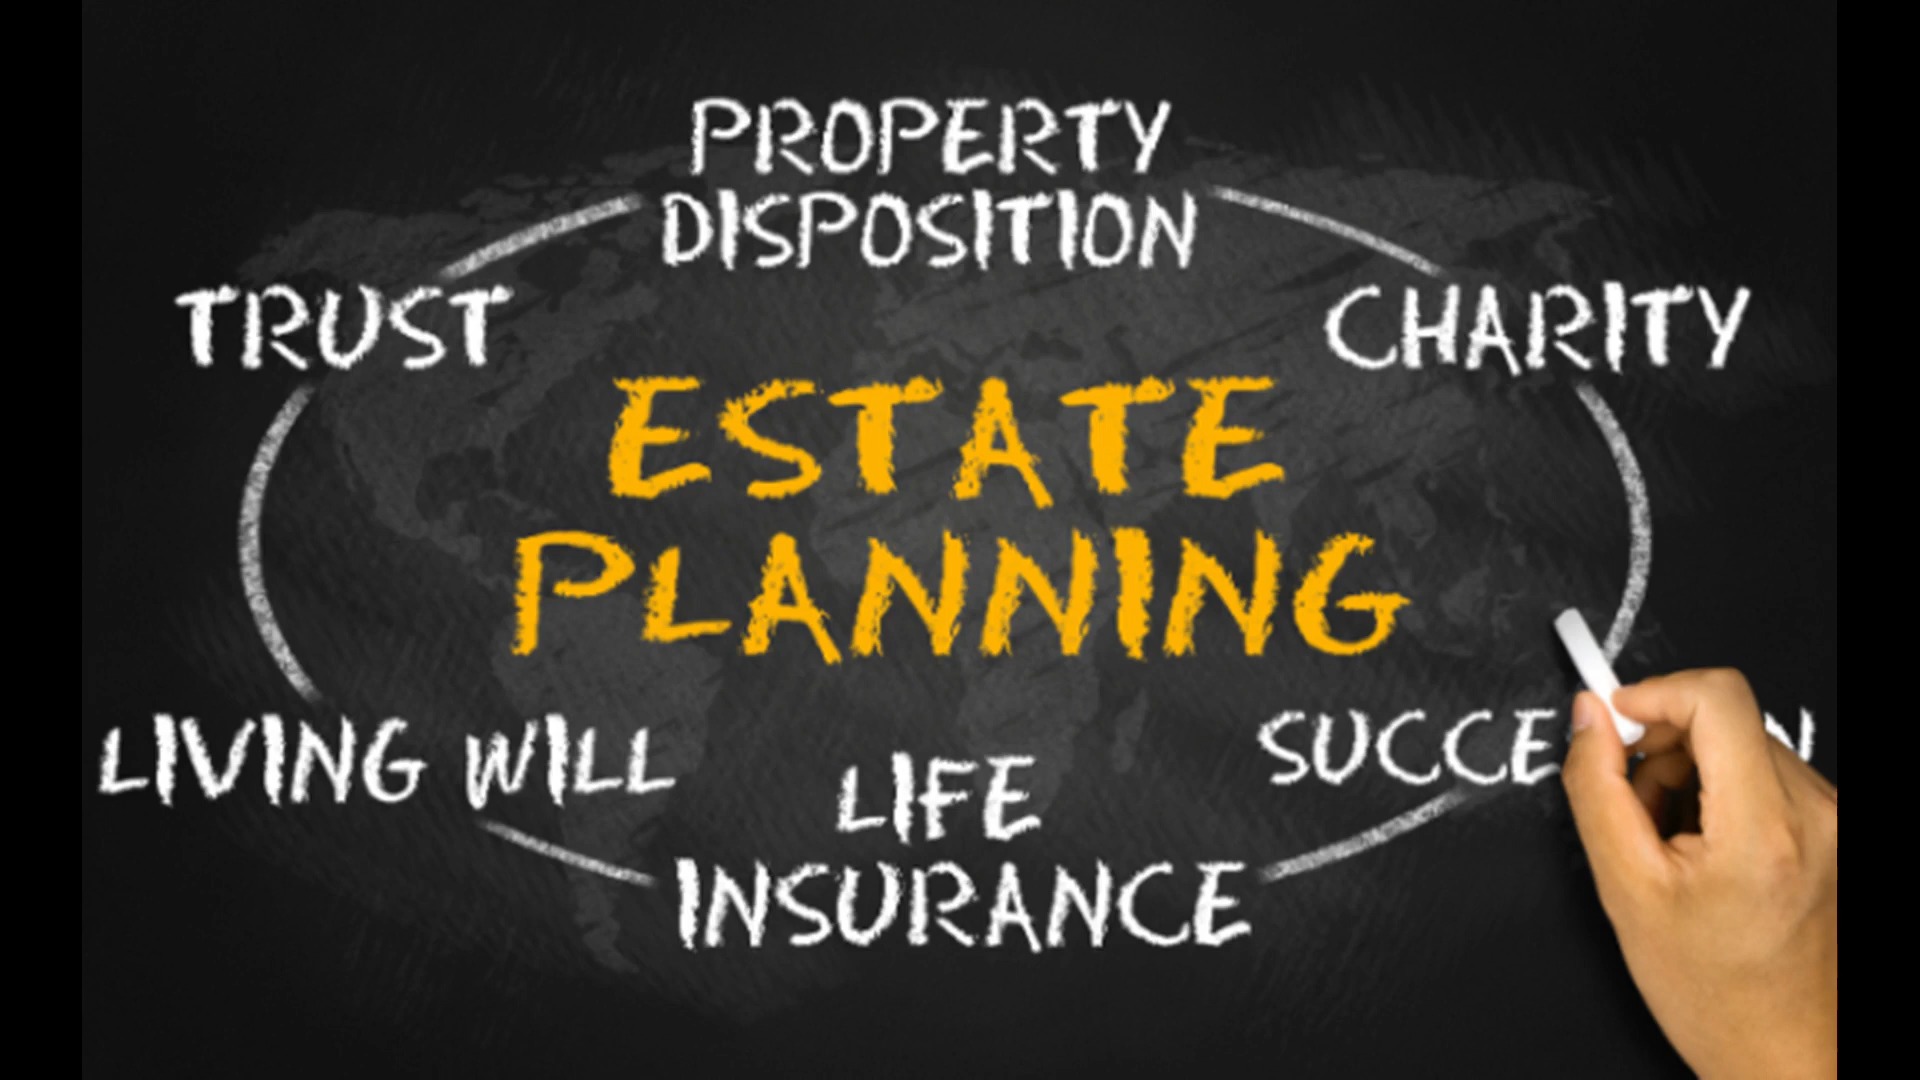 PROPERTY
DISPOSITION
TRUST
CHARITY
ESTATE
PLANNING
LIVING WILL
LIFE
INSURANCE